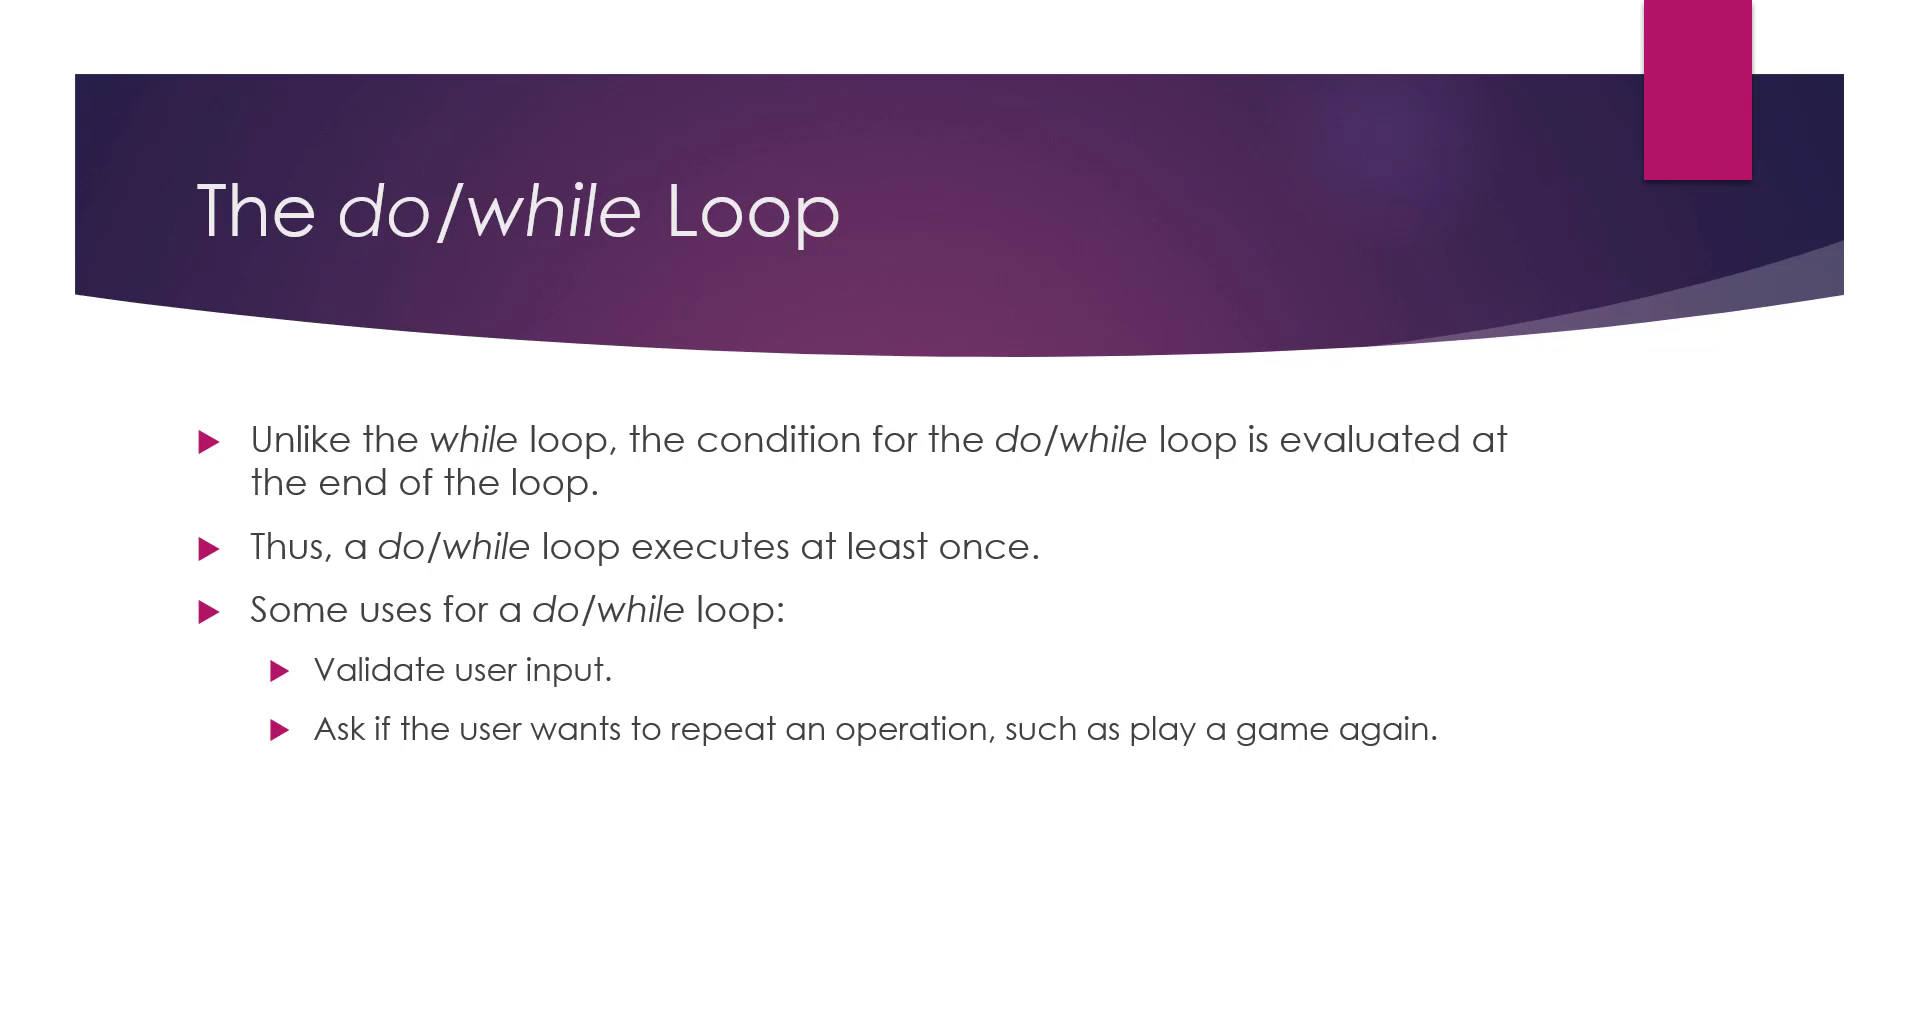 The do/while Loop
Unlike the while loop, the condition for the do/while loop is evaluated at
the end of the loop.
Thus, a do/while loop executes at least once.
Some uses for a do/while loop:
Validate user input.
Ask if the user wants to repeat an operation, such as play a game again.